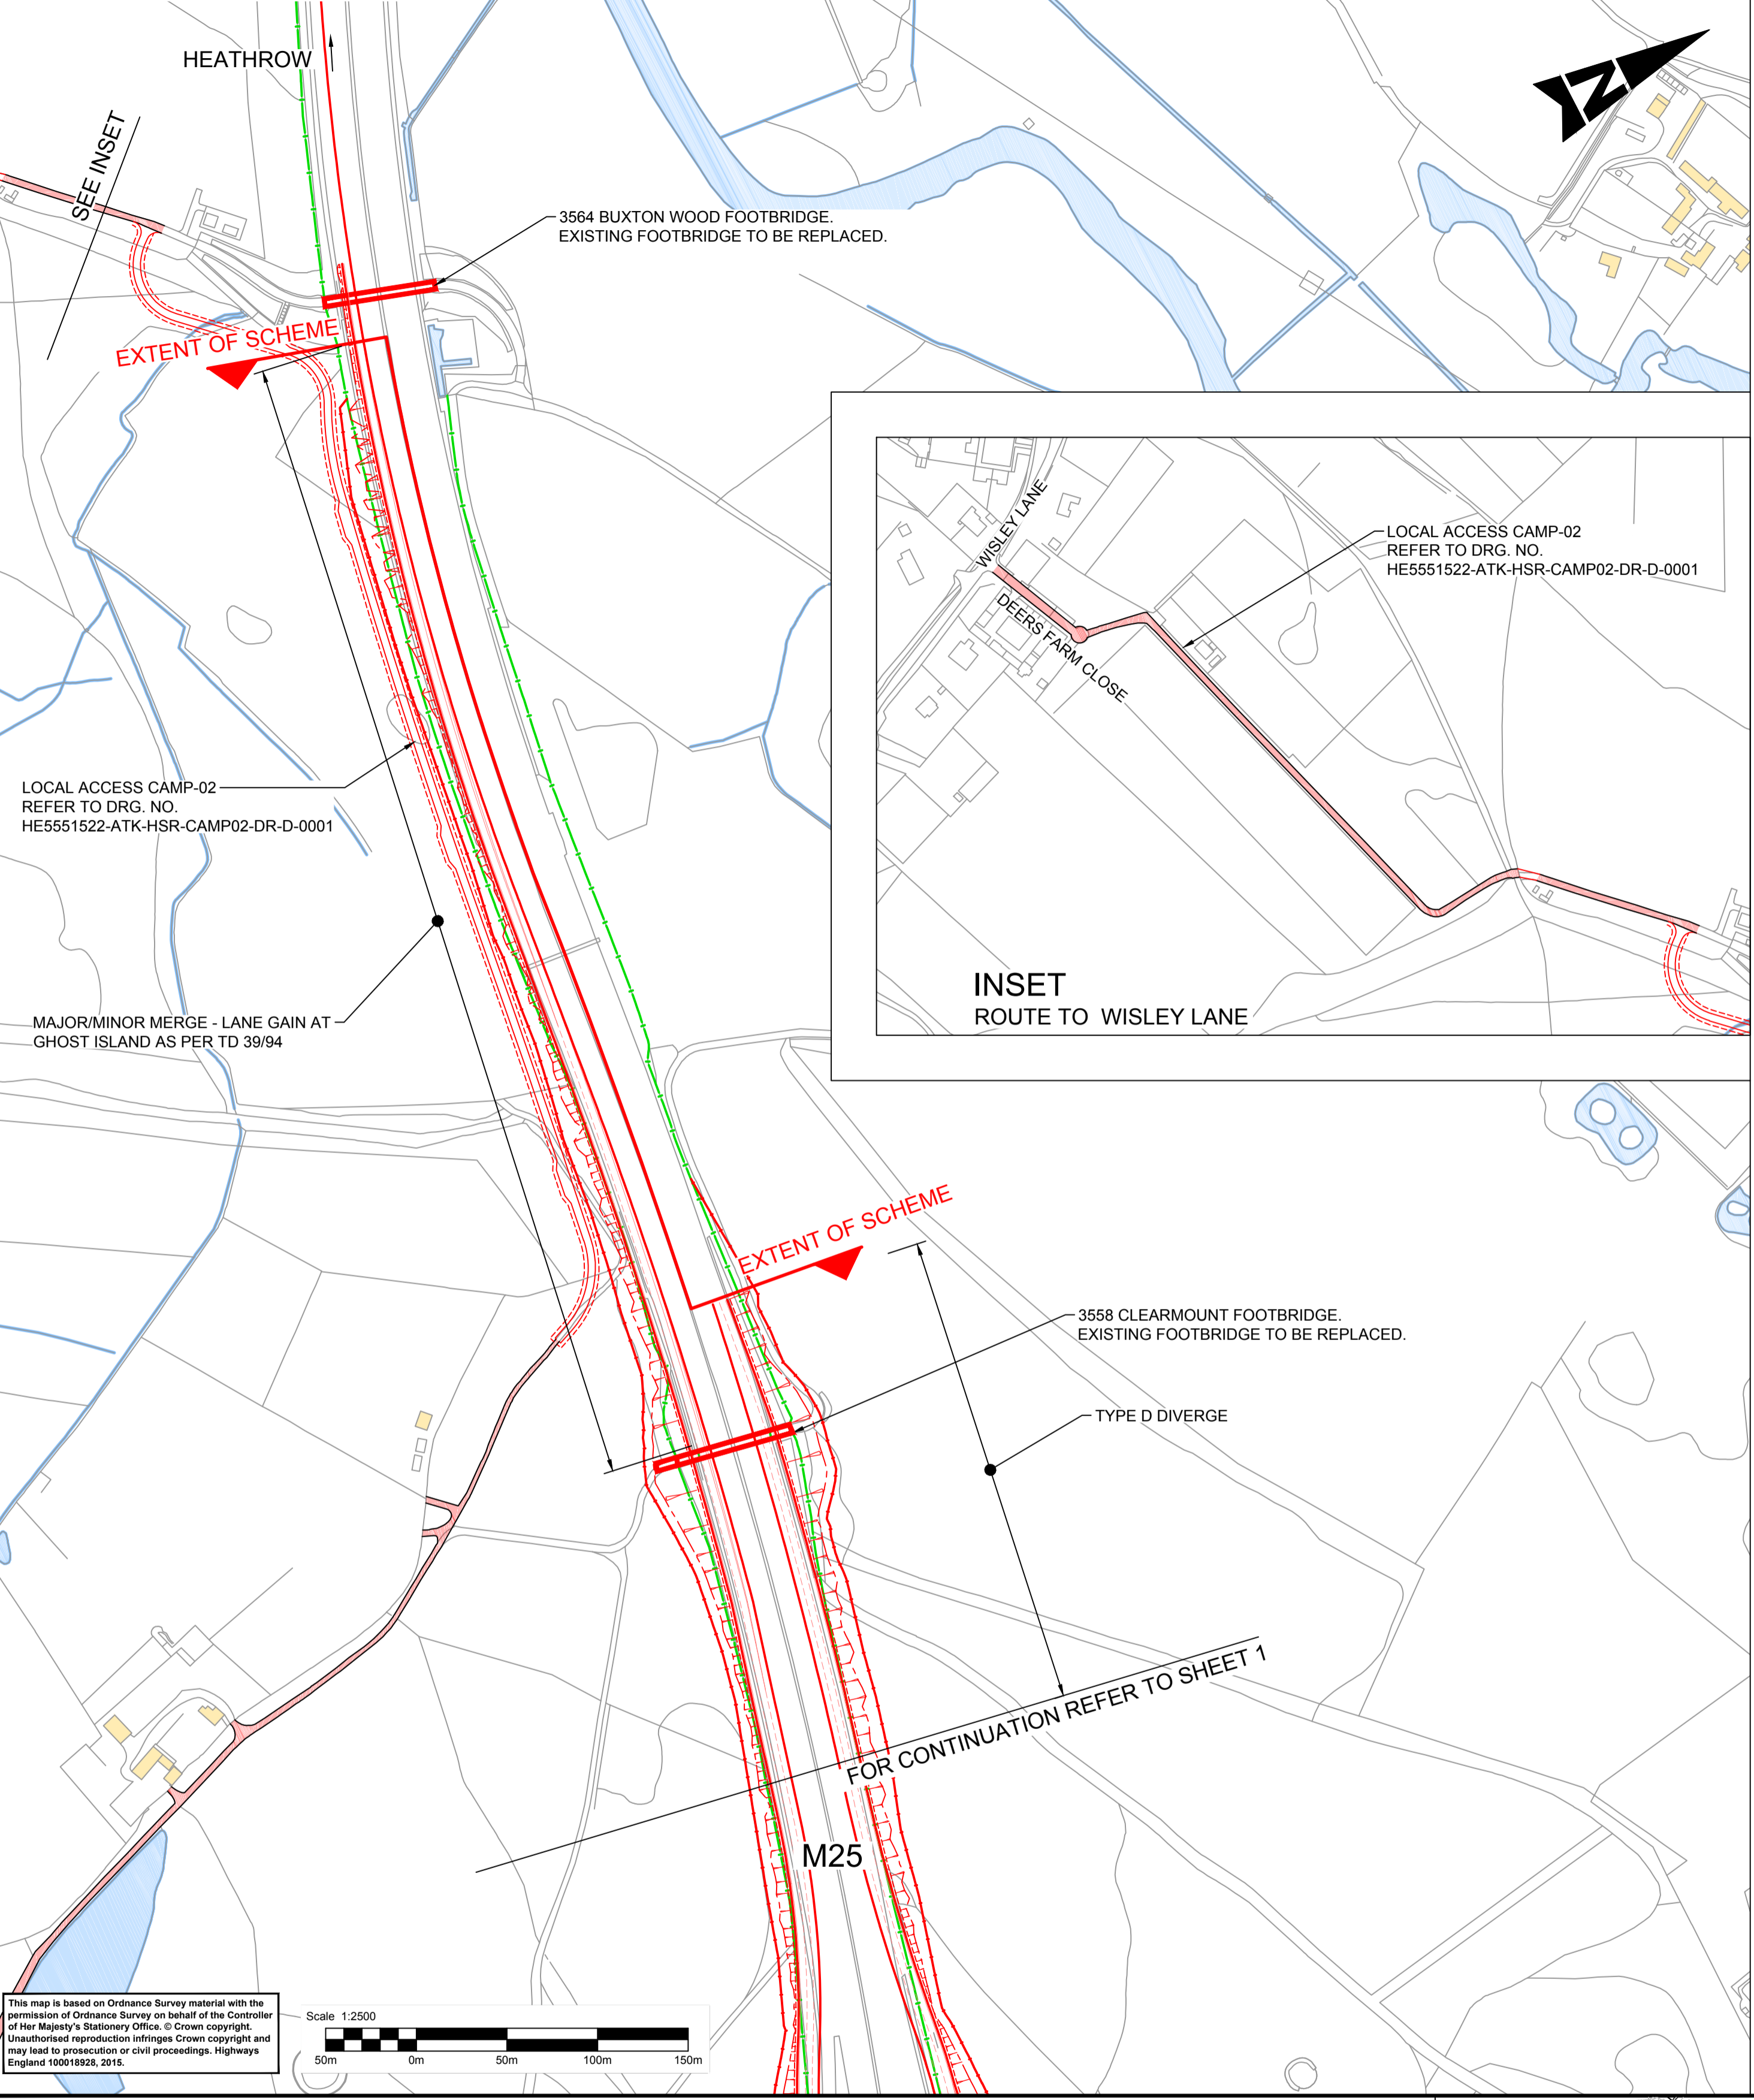 HEATHROW
N
SEE INSET
3564 BUXTON WOOD FOOTBRIDGE.
EXISTING FOOTBRIDGE TO BE REPLACED.
EXTENT OF SCHEME
WISLEY LANE
LOCAL ACCESS CAMP-02
REFER TO DRG. NO.
HE5551522-ATK-HSR-CAMP02-DR-D-0001
DEERS FARM CLOSE
INSET
ROUTE TO WISLEY LANE
LOCAL ACCESS CAMP-02
REFER TO DRG. NO.
HE5551522-ATK-HSR-CAMP02-DR-D-0001
MAJOR/MINOR MERGE - LANE GAIN AT
GHOST ISLAND AS PER TD 39/94
EXTENT OF SCHEME
3558 CLEARMOUNT FOOTBRIDGE.
EXISTING FOOTBRIDGE TO BE REPLACED.
TYPE D DIVERGE
FOR CONTINUATION REFER TO SHEET 1
M25
This map is based on Ordnance Survey material with the
permission of Ordnance Survey on behalf of the Controller
of Her Majesty's Stationery Office. © Crown copyright.
Unauthorised reproduction infringes Crown copyright and
may lead to prosecution or civil proceedings. Highways
England 100018928, 2015.
Scale 1:2500
50m 0m 50m 100m 150m